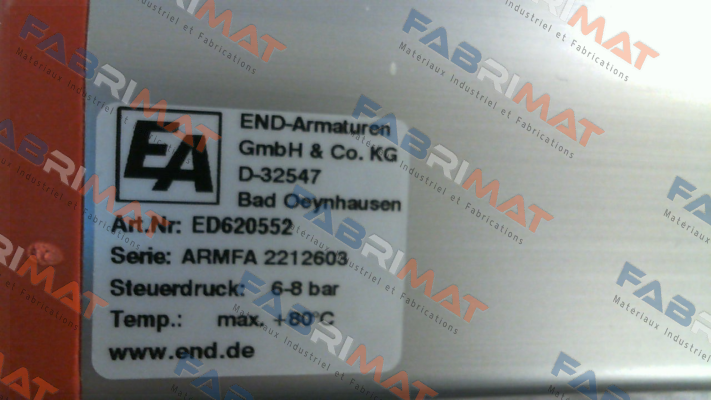 EA
END-Armaturen
GmbH & Co. KG
D-32547
Bad Oeynhausen
Art.Nr: ED620552
Serie: ARMFA 2212603
Steuerdruck: 6-8 bar
Temp.: max. +80°C
www.end.de
FABRIMAT
Matériaux Industriel et Fabrications